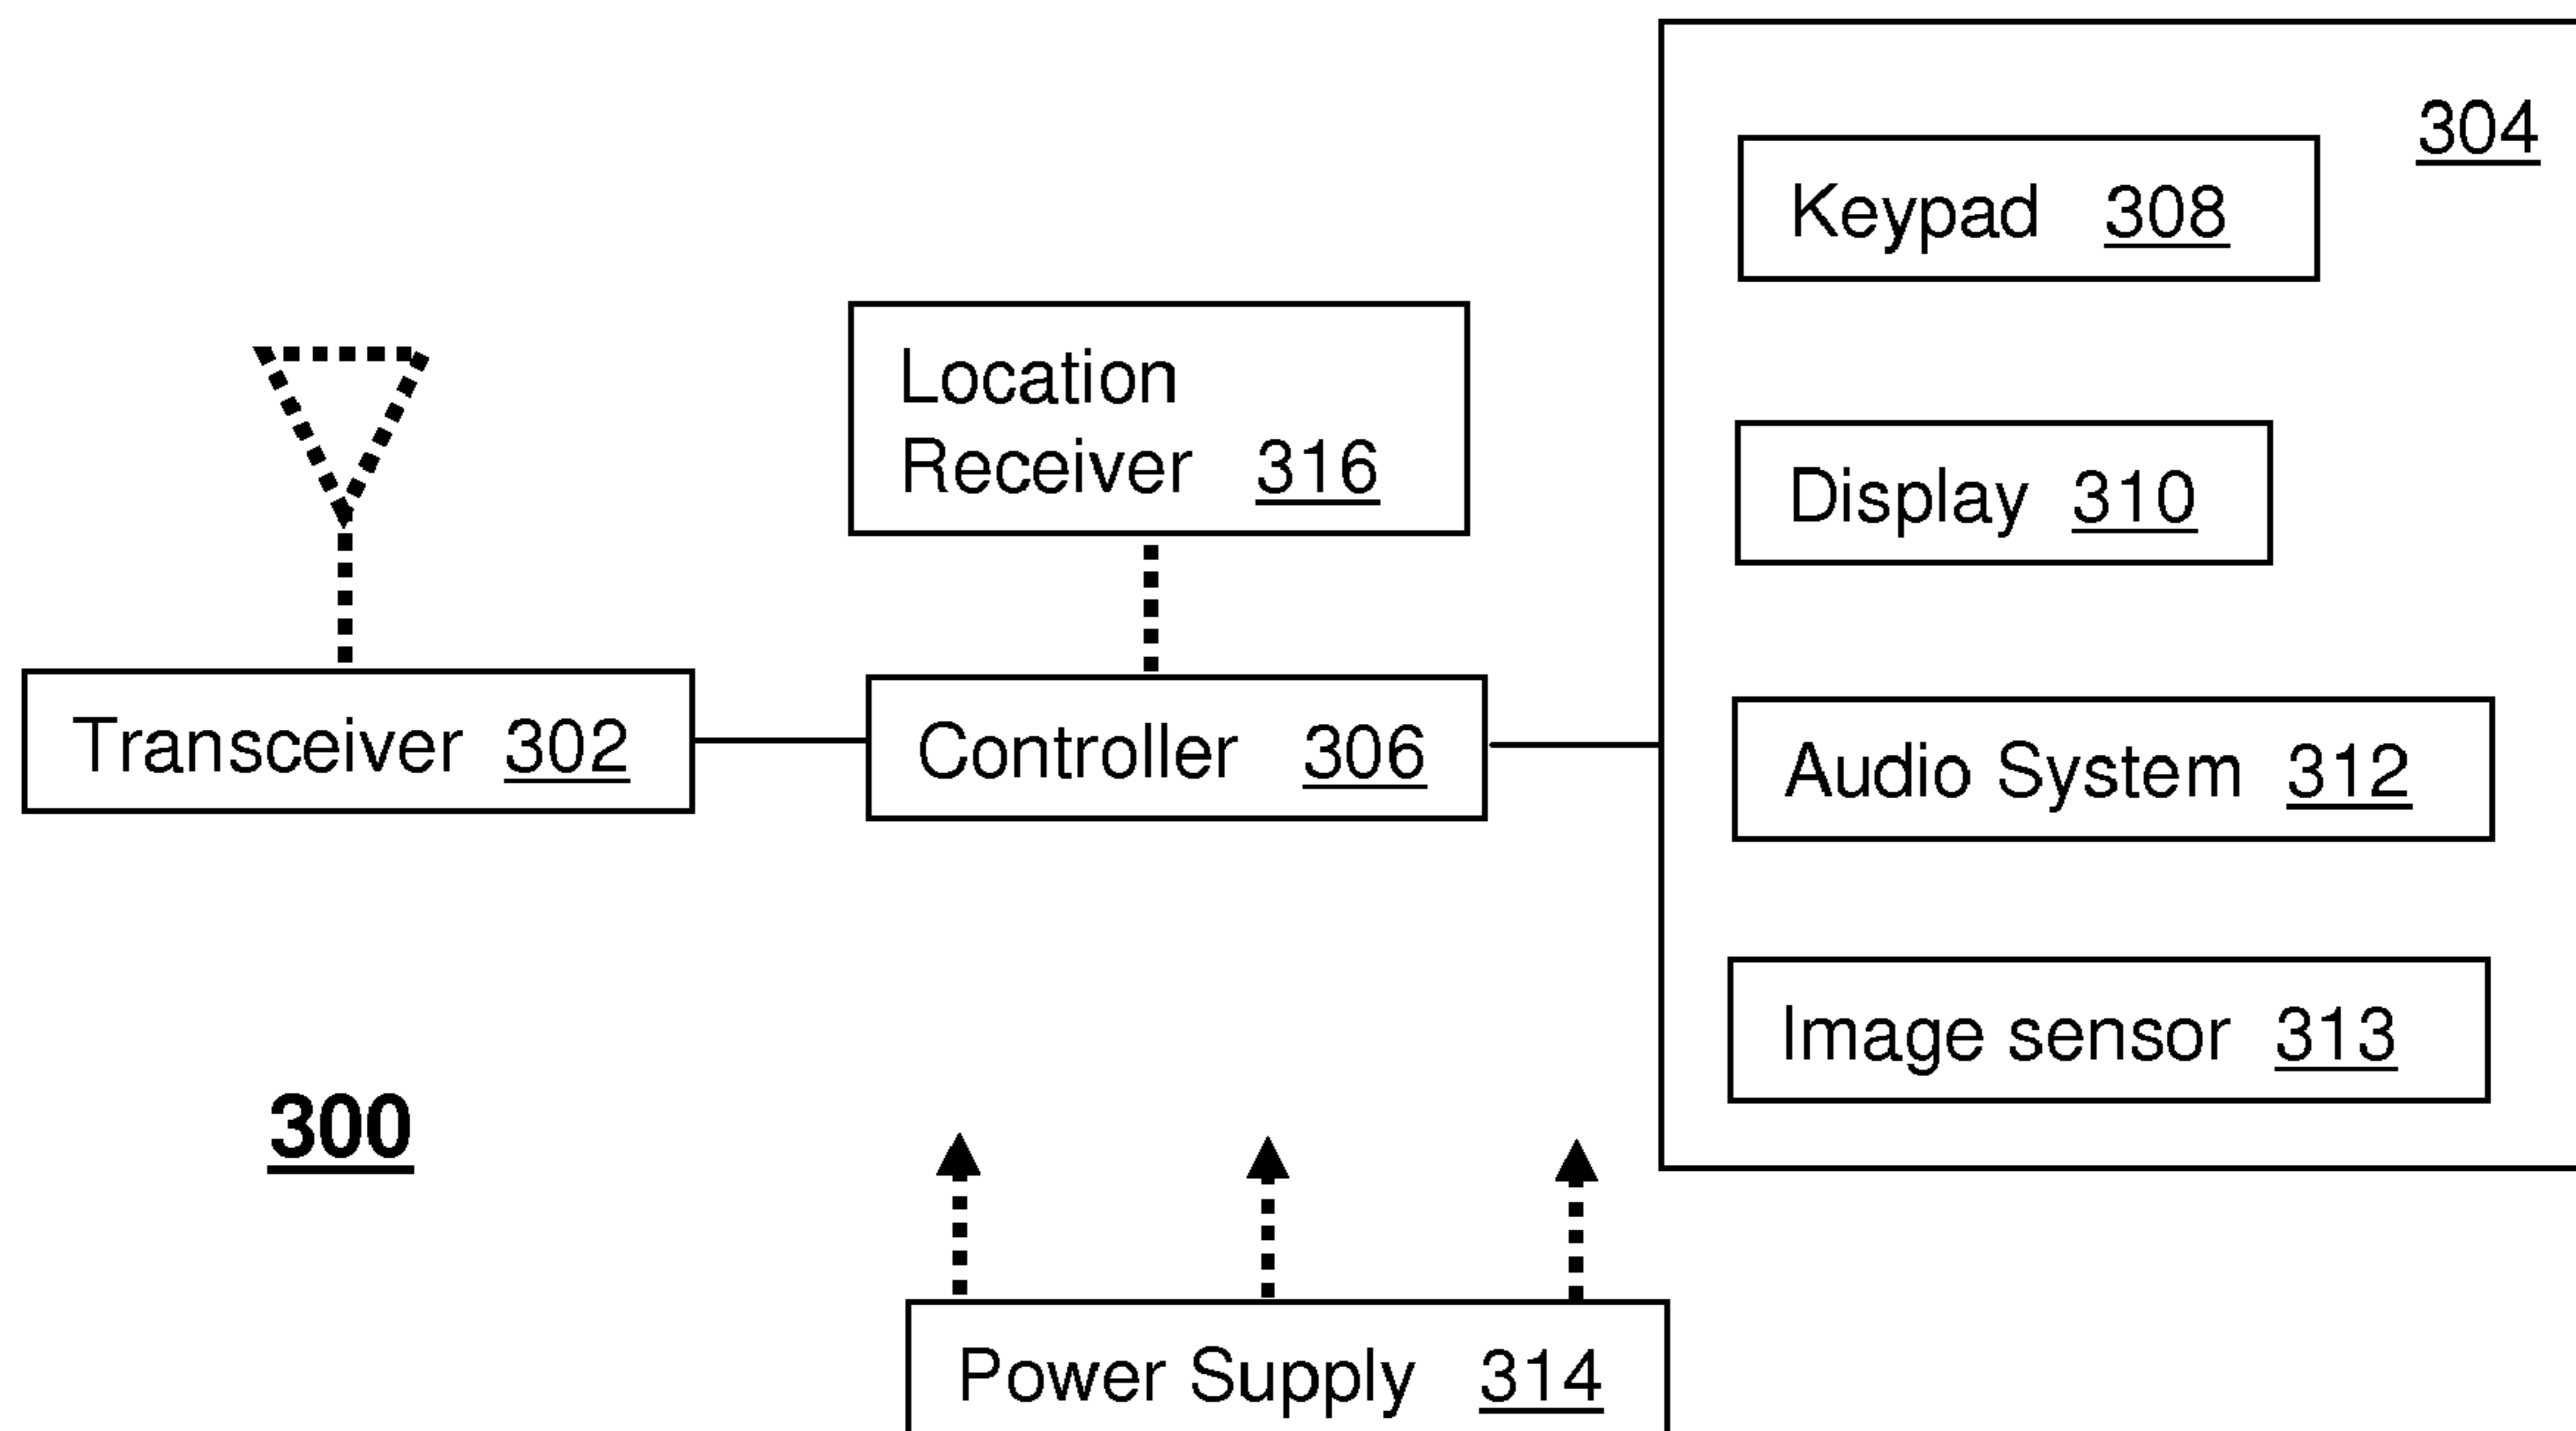 304
Keypad 308
Location
Receiver 316
Display 310
Transceiver 302
Controller 306
Audio System 312
Image sensor 313
300
Power Supply 314